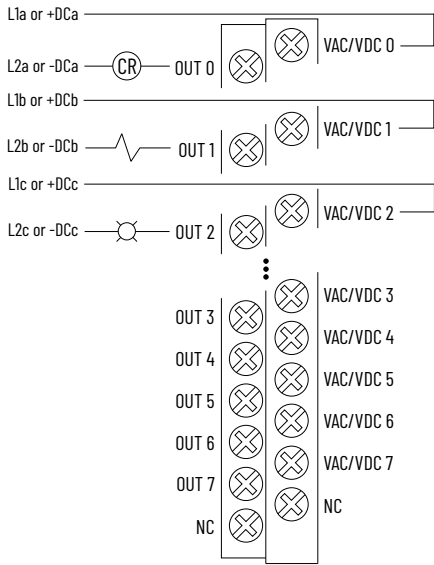 L1a or +DCa
VAC/VDC 0
L2a or -DCa
CR
OUT 0
L1b or +DCb
VAC/VDC 1
L2b or -DCb
OUT 1
L1c or +DCc
VAC/VDC 2
L2c or -DCc
OUT 2
VAC/VDC 3
OUT 3
VAC/VDC 4
OUT 4
VAC/VDC 5
OUT 5
VAC/VDC 6
OUT 6
VAC/VDC 7
OUT 7
NC
NC